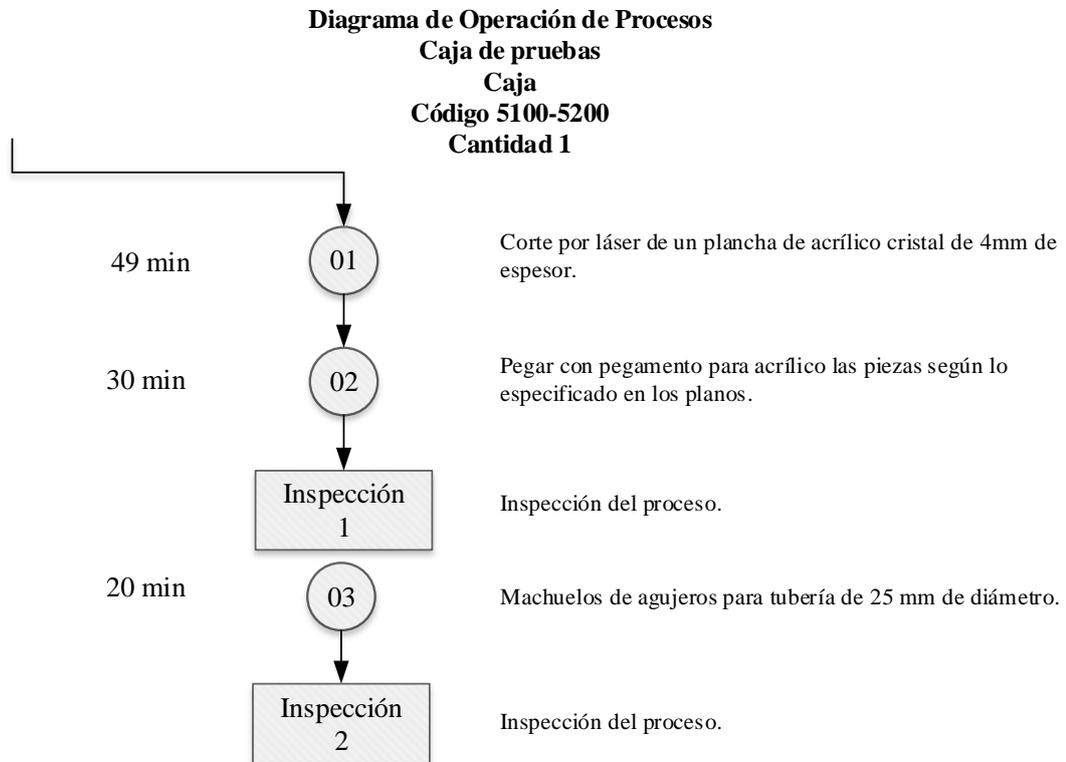 Diagrama de Operación de Procesos
Caja de pruebas
Caja
Código 5100-5200
Cantidad 1
49 min
01
Corte por láser de un plancha de acrílico cristal de 4mm de
espesor.
30 min
02
Pegar con pegamento para acrílico las piezas según lo
especificado en los planos.
Inspección
1
Inspección del proceso.
20 min
03
Machuelos de agujeros para tubería de 25 mm de diámetro.
Inspección
2
Inspección del proceso.